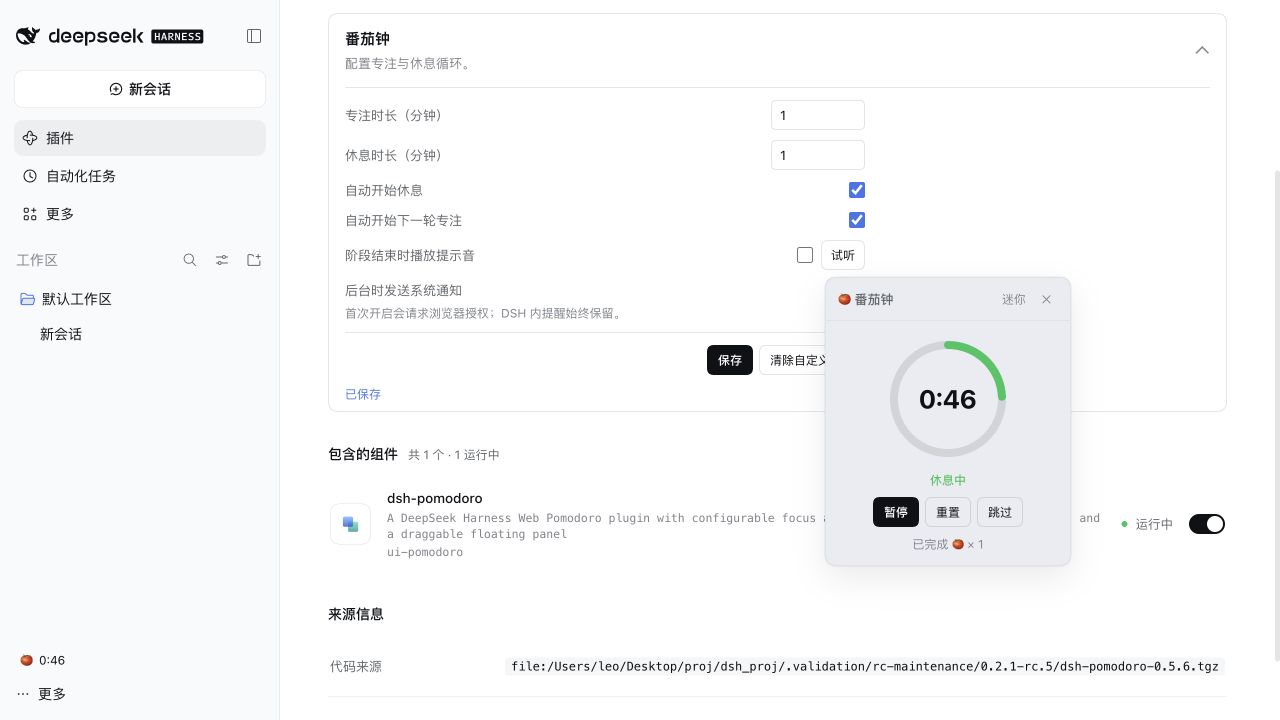 deepseek HARNESS
新会话
插件
自动化任务
更多
工作区
默认工作区
新会话
0:46
更多
番茄钟
配置专注与休息循环。
专注时长（分钟） 1
休息时长（分钟） 1
自动开始休息
自动开始下一轮专注
阶段结束时播放提示音 试听
后台时发送系统通知
首次开启会请求浏览器授权；DSH 内提醒始终保留。
保存 清除自定义
已保存
番茄钟 迷你
0:46
休息中
暂停 重置 跳过
已完成 × 1
包含的组件 共 1 个 · 1 运行中
dsh-pomodoro
A DeepSeek Harness Web Pomodoro plugin with configurable focus and
a draggable floating panel
ui-pomodoro
运行中
来源信息
代码来源 file:/Users/leo/Desktop/proj/dsh_proj/.validation/rc-maintenance/0.2.1-rc.5/dsh-pomodoro-0.5.6.tgz